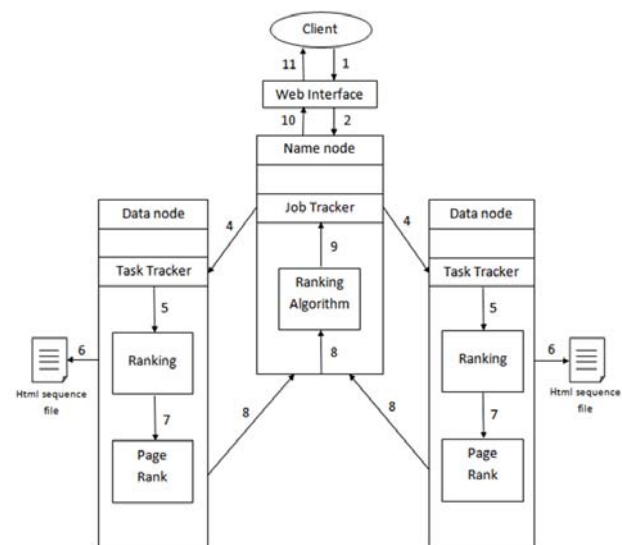 Client
11
1
Web Interface
10
2
Name node
Data node
Job Tracker
Data node
4
4
9
Task Tracker
Task Tracker
Ranking
Algorithm
5
5
6
Ranking
8
Ranking
6
Html sequence
file
Html sequence
file
7
8
8
7
Page
Rank
Page
Rank